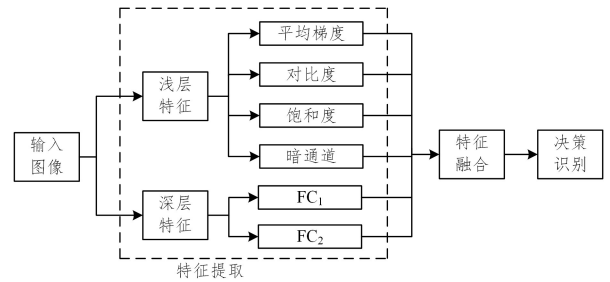 输入
图像
浅层
特征
深层
特征
平均梯度
对比度
饱和度
暗通道
FC₁
FC₂
特征提取
特征
融合
决策
识别